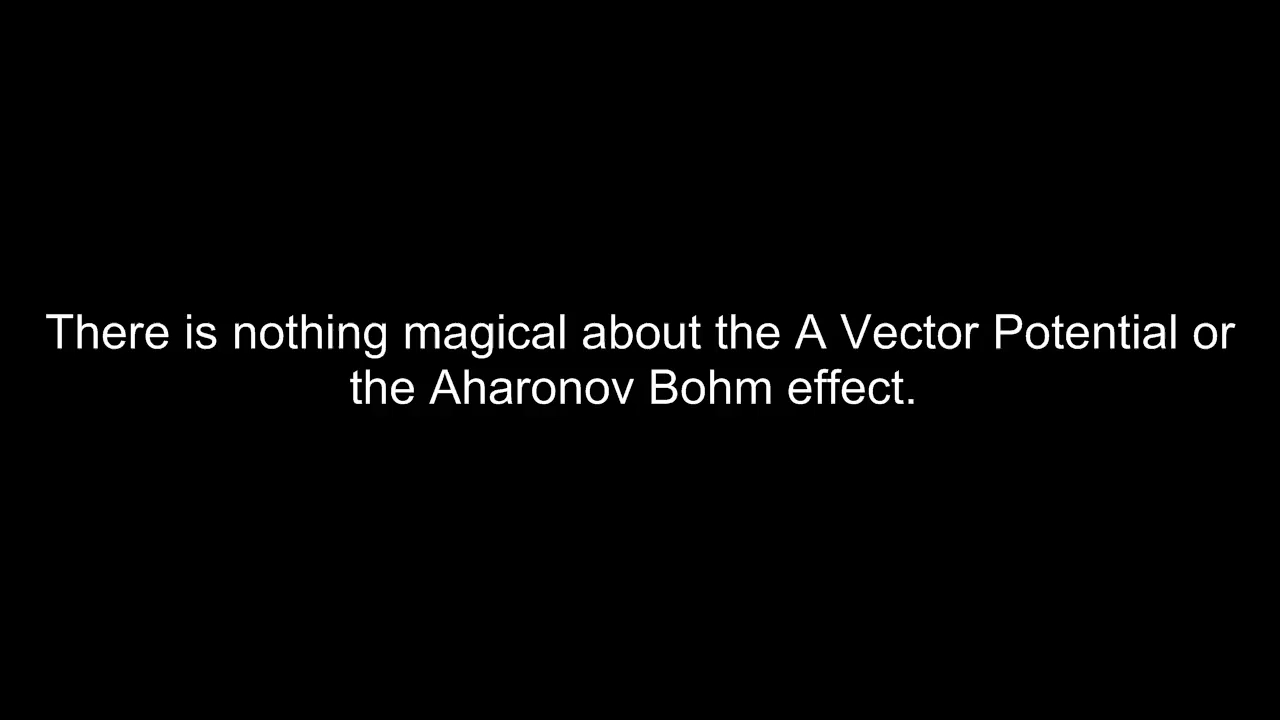 There is nothing magical about the A Vector Potential or
the Aharonov Bohm effect.